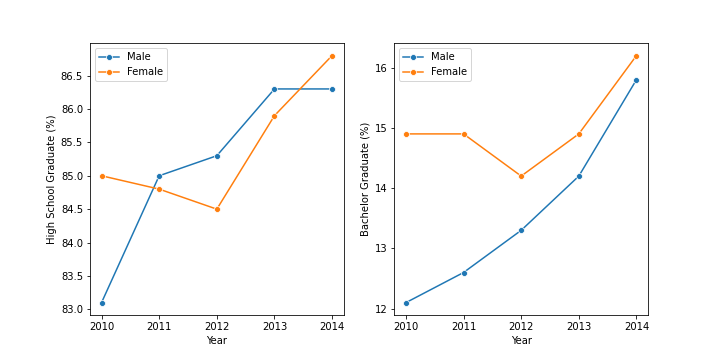 High School Graduate (%)
86.5
86.0
85.5
85.0
84.5
84.0
83.5
83.0
Male
Female
2010 2011 2012 2013 2014
Year
Bachelor Graduate (%)
16
15
14
13
12
Male
Female
2010 2011 2012 2013 2014
Year